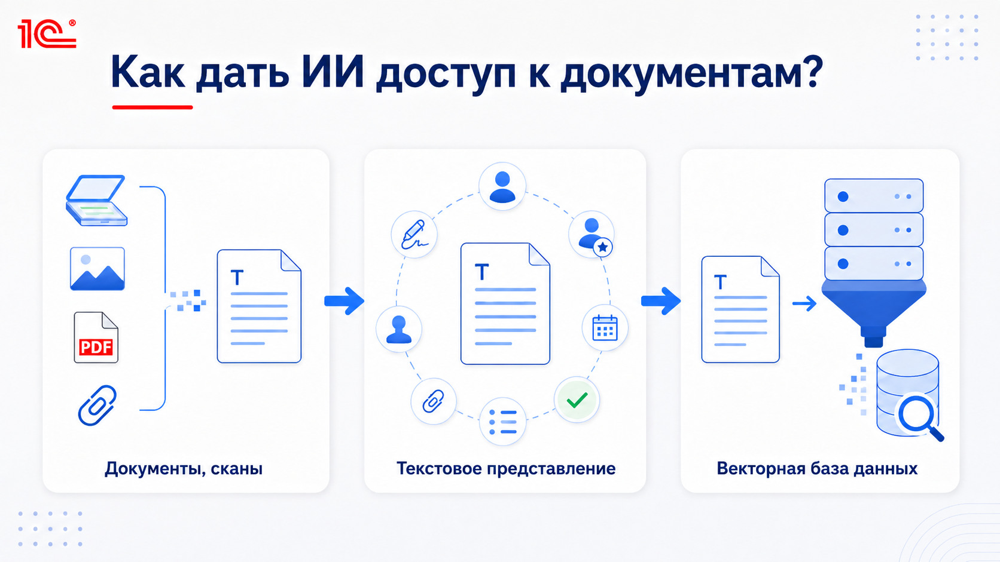 1С®
Как дать ИИ доступ к документам?
T
PDF
Документы, сканы
T
Текстовое представление
T
Векторная база данных